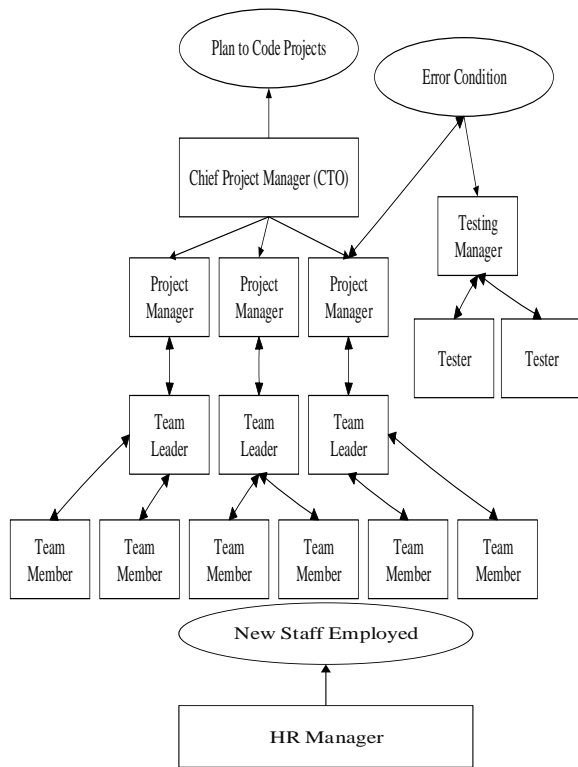 Plan to Code Projects
Error Condition
Chief Project Manager (CTO)
Testing
Manager
Project
Manager
Project
Manager
Project
Manager
Tester
Tester
Team
Leader
Team
Leader
Team
Leader
Team
Member
Team
Member
Team
Member
Team
Member
Team
Member
Team
Member
New Staff Employed
HR Manager